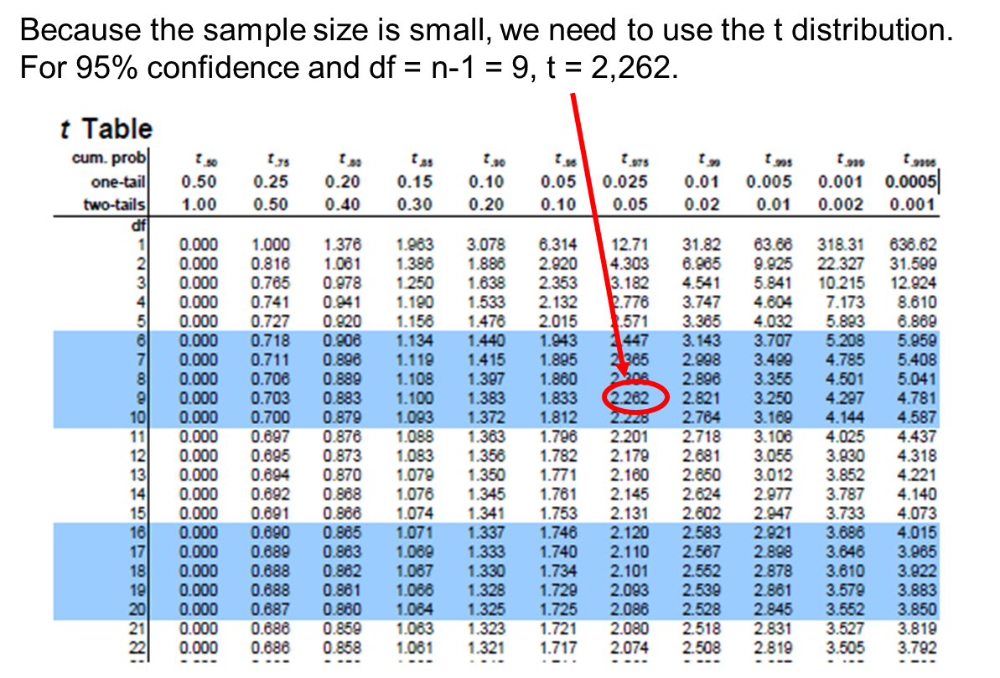 Because the sample size is small, we need to use the t distribution.
For 95% confidence and df = n-1 = 9, t = 2,262.
t Table
cum. prob t.50 t.75 t.80 t.85 t.90 t.95 t.975 t.99 t.995 t.999 t.9995
one-tail 0.50 0.25 0.20 0.15 0.10 0.05 0.025 0.01 0.005 0.001 0.0005
two-tails 1.00 0.50 0.40 0.30 0.20 0.10 0.05 0.02 0.01 0.002 0.001
df
1 0.000 1.000 1.376 1.963 3.078 6.314 12.71 31.82 63.66 318.31 636.62
2 0.000 0.816 1.061 1.386 1.886 2.920 4.303 6.965 9.925 22.327 31.599
3 0.000 0.765 0.978 1.250 1.638 2.353 3.182 4.541 5.841 10.215 12.924
4 0.000 0.741 0.941 1.190 1.533 2.132 2.776 3.747 4.604 7.173 8.610
5 0.000 0.727 0.920 1.156 1.476 2.015 2.571 3.365 4.032 5.893 6.869
6 0.000 0.718 0.906 1.134 1.440 1.943 2.447 3.143 3.707 5.208 5.959
7 0.000 0.711 0.896 1.119 1.415 1.895 2.365 2.998 3.499 4.785 5.408
8 0.000 0.706 0.889 1.108 1.397 1.860 2.306 2.896 3.355 4.501 5.041
9 0.000 0.703 0.883 1.100 1.383 1.833 2.262 2.821 3.250 4.297 4.781
10 0.000 0.700 0.879 1.093 1.372 1.812 2.228 2.764 3.169 4.144 4.587
11 0.000 0.697 0.876 1.088 1.363 1.796 2.201 2.718 3.106 4.025 4.437
12 0.000 0.695 0.873 1.083 1.356 1.782 2.179 2.681 3.055 3.930 4.318
13 0.000 0.694 0.870 1.079 1.350 1.771 2.160 2.650 3.012 3.852 4.221
14 0.000 0.692 0.868 1.076 1.345 1.761 2.145 2.624 2.977 3.787 4.140
15 0.000 0.691 0.866 1.074 1.341 1.753 2.131 2.602 2.947 3.733 4.073
16 0.000 0.690 0.865 1.071 1.337 1.746 2.120 2.583 2.921 3.686 4.015
17 0.000 0.689 0.863 1.069 1.333 1.740 2.110 2.567 2.898 3.646 3.965
18 0.000 0.688 0.862 1.067 1.330 1.734 2.101 2.552 2.878 3.610 3.922
19 0.000 0.688 0.861 1.066 1.328 1.729 2.093 2.539 2.861 3.579 3.883
20 0.000 0.687 0.860 1.064 1.325 1.725 2.086 2.528 2.845 3.552 3.850
21 0.000 0.686 0.859 1.063 1.323 1.721 2.080 2.518 2.831 3.527 3.819
22 0.000 0.686 0.858 1.061 1.321 1.717 2.074 2.508 2.819 3.505 3.792